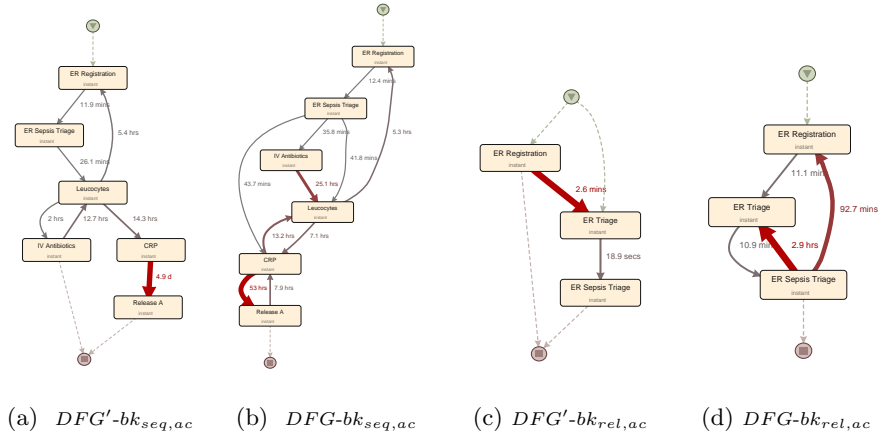 ER Registration
instant
11.9 mins
ER Sepsis Triage
instant
5.4 hrs
26.1 mins
Leucocytes
instant
2 hrs
12.7 hrs
14.3 hrs
IV Antibiotics
instant
CRP
instant
4.9 d
Release A
instant
ER Registration
instant
12.4 mins
ER Sepsis Triage
instant
35.8 mins
5.3 hrs
IV Antibiotics
instant
41.8 mins
43.7 mins
25.1 hrs
Leucocytes
instant
13.2 hrs
7.1 hrs
CRP
instant
53 hrs
7.9 hrs
Release A
instant
ER Registration
instant
2.6 mins
ER Triage
instant
18.9 secs
ER Sepsis Triage
instant
ER Registration
instant
11.1 min
ER Triage
instant
92.7 mins
10.9 min
2.9 hrs
ER Sepsis Triage
instant
(a) DFG′-bkseq,ac
(b) DFG-bkseq,ac
(c) DFG′-bkrel,ac
(d) DFG-bkrel,ac